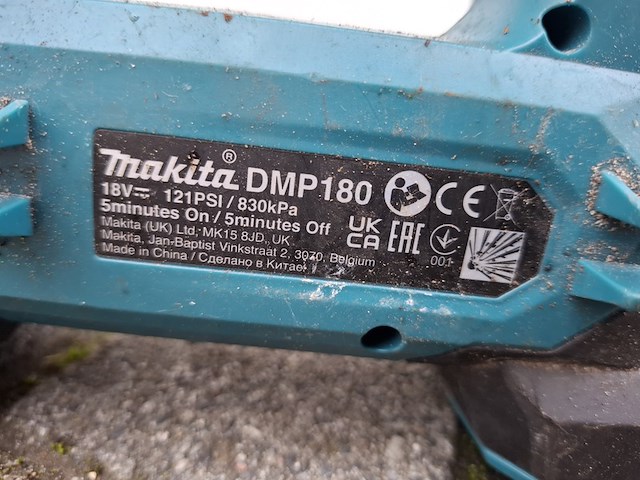 makita® DMP180
18V⎓ 121PSI / 830kPa
5minutes On / 5minutes Off
Makita (UK) Ltd, MK15 8JD, UK
Makita, Jan-Baptist Vinkstraat 2, 3070, Belgium
Made in China / Сделано в Китае
CE
UK
CA
EAC
001